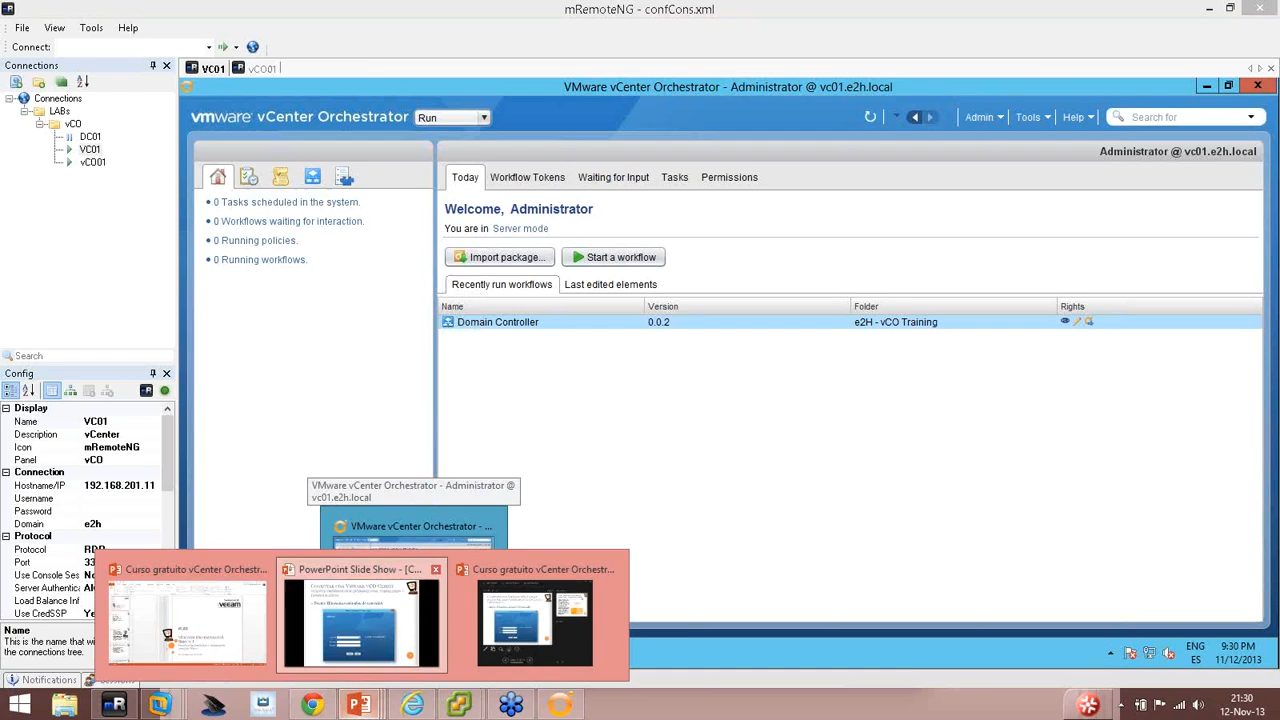 mRemoteNG - confCons.xml
File View Tools Help
Connect:
Connections
VC01
vCO01
VMware vCenter Orchestrator - Administrator @ vc01.e2h.local
Connections
LABs
vCO
DC01
VC01
vCO01
vmware vCenter Orchestrator
Run
Admin
Tools
Help
Search for
Administrator @ vc01.e2h.local
0 Tasks scheduled in the system.
0 Workflows waiting for interaction.
0 Running policies.
0 Running workflows.
Today
Workflow Tokens
Waiting for Input
Tasks
Permissions
Welcome, Administrator
You are in Server mode
Import package...
Start a workflow
Recently run workflows
Last edited elements
Name Version Folder Rights
Domain Controller 0.0.2 e2H - vCO Training
Search
Config
Display
Name VC01
Description vCenter
Icon mRemoteNG
Panel vCO
Connection
Hostname/IP 192.168.201.11
Username
Password
Domain e2h
Protocol
Protocol RDP
Port 33
Use Console Ses
Server Authentic
Load Balance Inf
Use CredSSP Ye
Name
This is the name that wi
the connections tree.
Notifications
Sessions
VMware vCenter Orchestrator - Administrator @
vc01.e2h.local
VMware vCenter Orchestrator - ...
Curso gratuito vCenter Orchestr...
PowerPoint Slide Show - [C...
Curso gratuito vCenter Orchestr...
veeam
ENG
ES
9:30 PM
11/12/2013
21:30
12-Nov-13